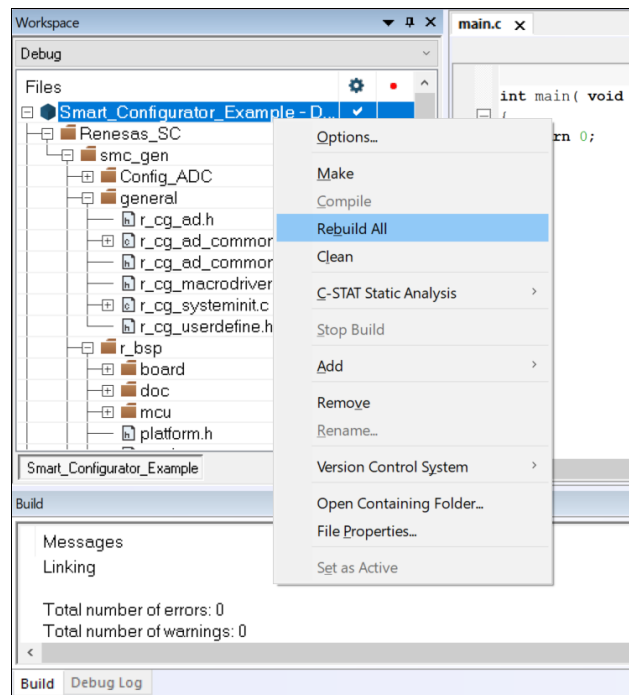 Workspace
main.c
Debug
Files
int main( void
Smart_Configurator_Example - D...
{
Renesas_SC
Options...
rn 0;
smc_gen
Config_ADC
Make
general
Compile
r_cg_ad.h
Rebuild All
r_cg_ad_commor
Clean
r_cg_ad_commor
r_cg_macrodriver
C-STAT Static Analysis
r_cg_systeminit.c
r_cg_userdefine.h
Stop Build
r_bsp
board
Add
doc
mcu
Remove
platform.h
Rename...
Smart_Configurator_Example
Version Control System
Build
Open Containing Folder...
File Properties...
Messages
Linking
Set as Active
Total number of errors: 0
Total number of warnings: 0
Build
Debug Log